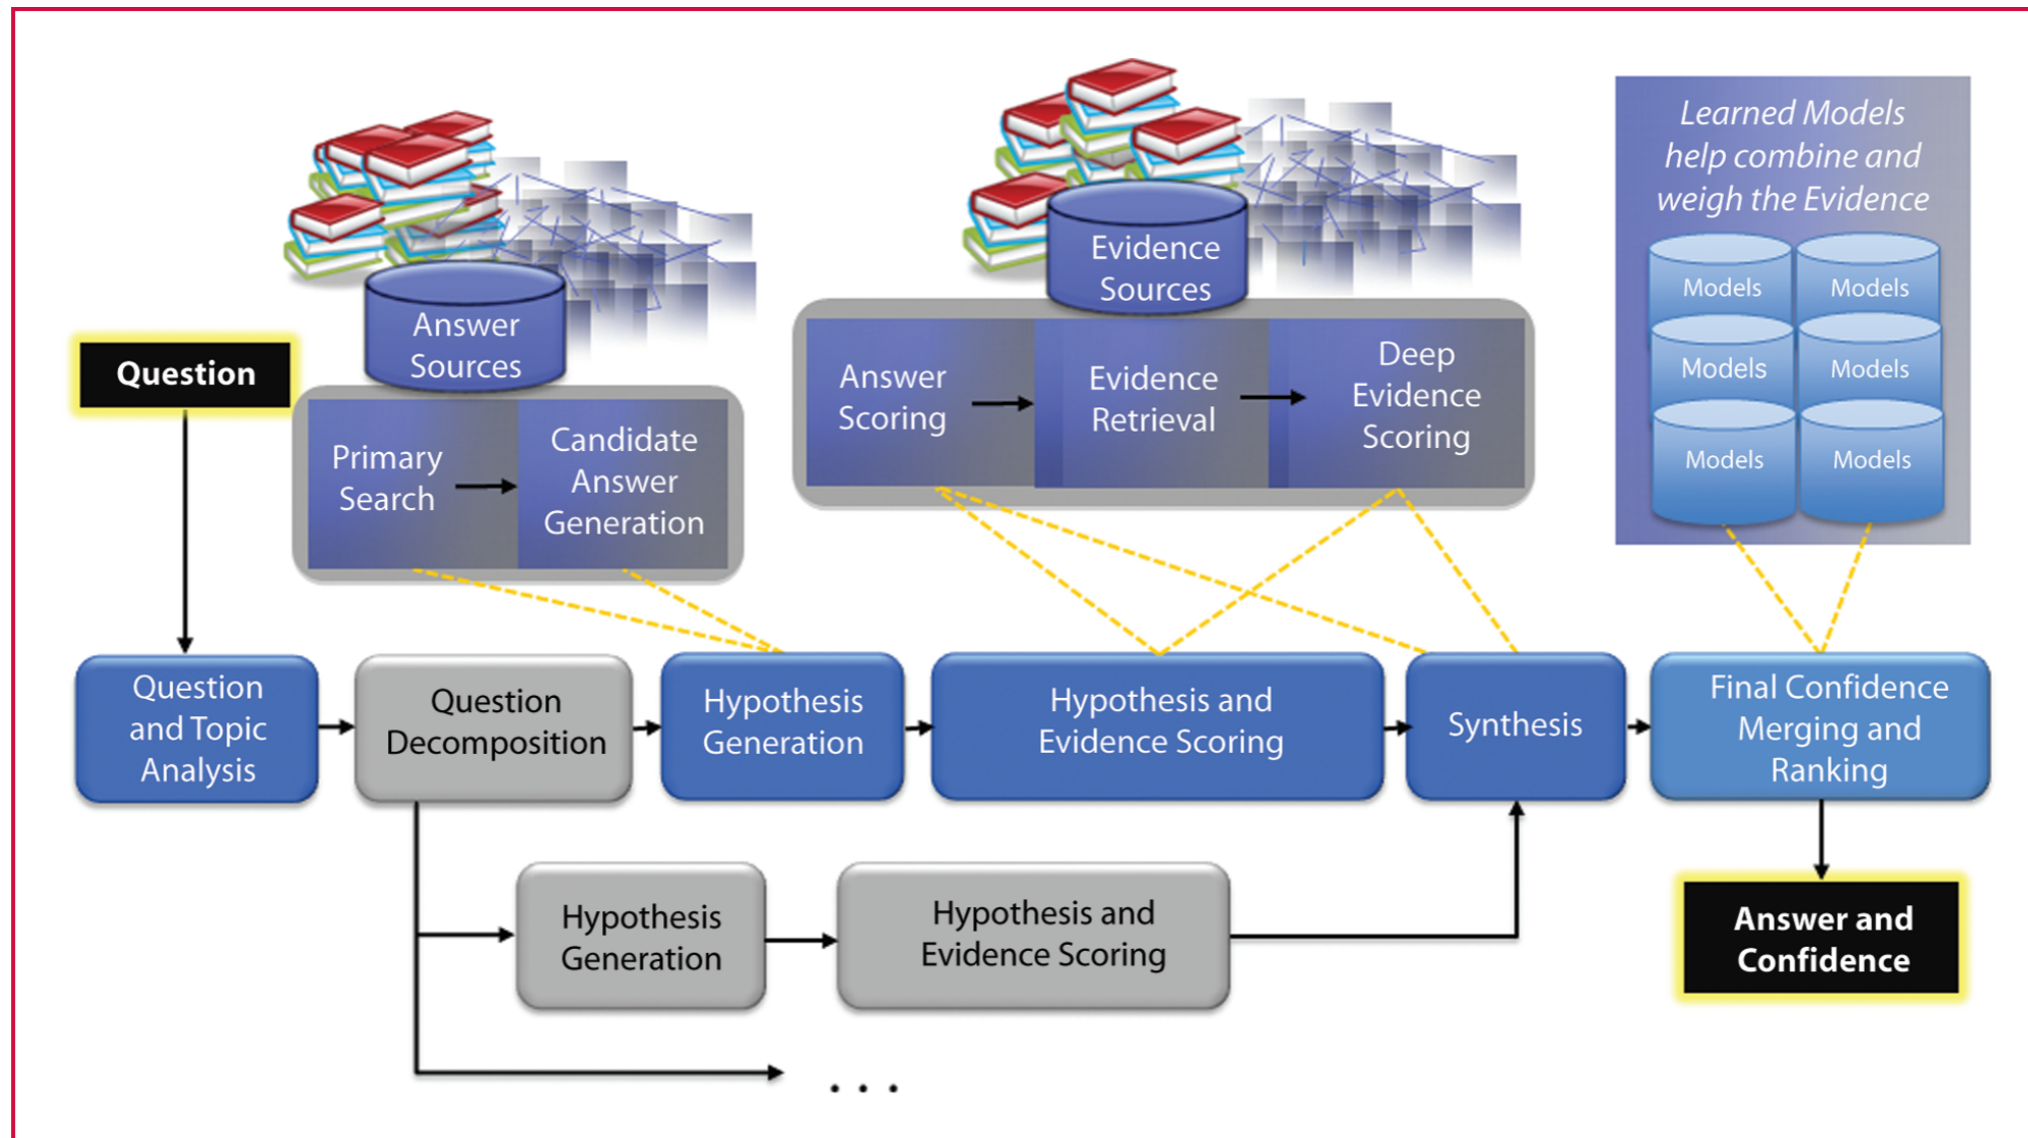 Learned Models
help combine and
weigh the Evidence
Evidence
Sources
Models
Models
Answer
Sources
Question
Answer
Scoring
Evidence
Retrieval
Deep
Evidence
Scoring
Models
Models
Primary
Search
Candidate
Answer
Generation
Models
Models
Question
and Topic
Analysis
Question
Decomposition
Hypothesis
Generation
Hypothesis and
Evidence Scoring
Synthesis
Final Confidence
Merging and
Ranking
Hypothesis
Generation
Hypothesis and
Evidence Scoring
Answer and
Confidence
. . .